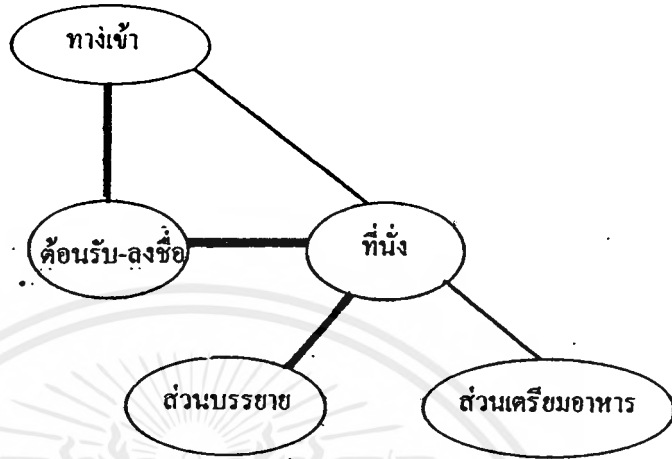 ทางเข้า
ต้อนรับ-ลงชื่อ
ที่นั่ง
ส่วนบรรยาย
ส่วนเตรียมอาหาร